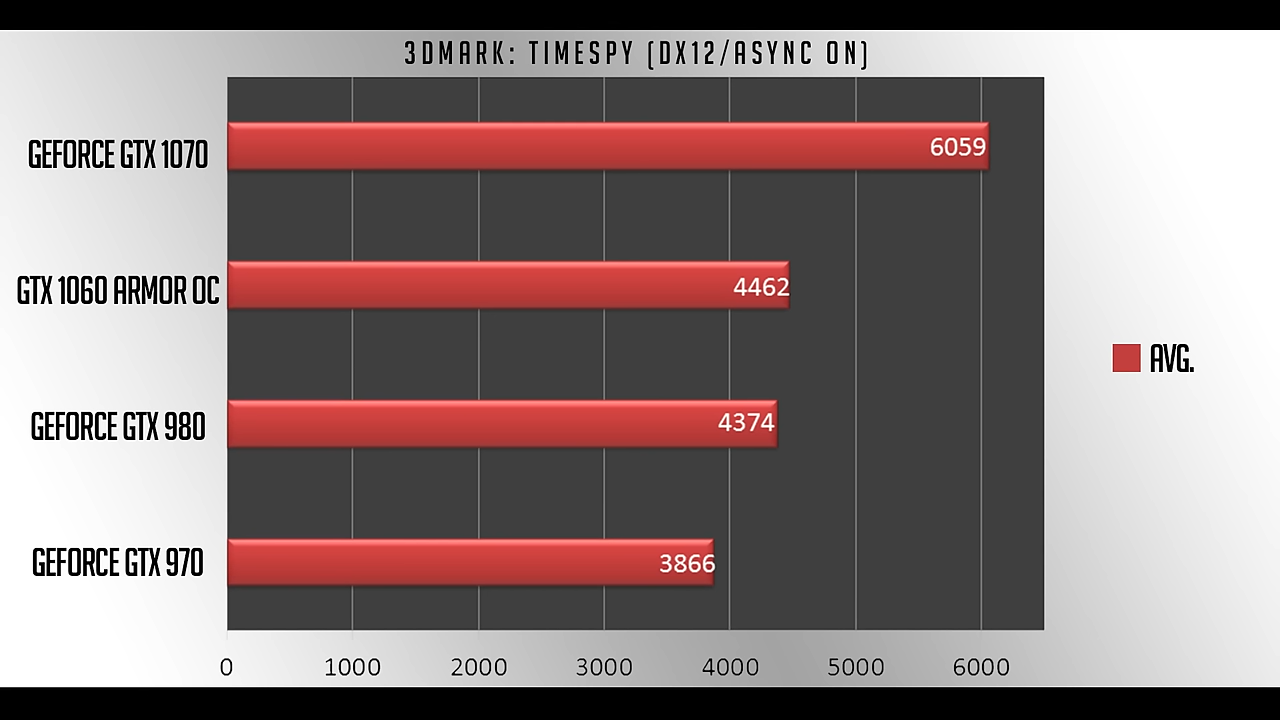 3DMARK: TIMESPY (DX12/ASYNC ON)
GEFORCE GTX 1070
6059
GTX 1060 ARMOR OC
4462
AVG.
GEFORCE GTX 980
4374
GEFORCE GTX 970
3866
0 1000 2000 3000 4000 5000 6000